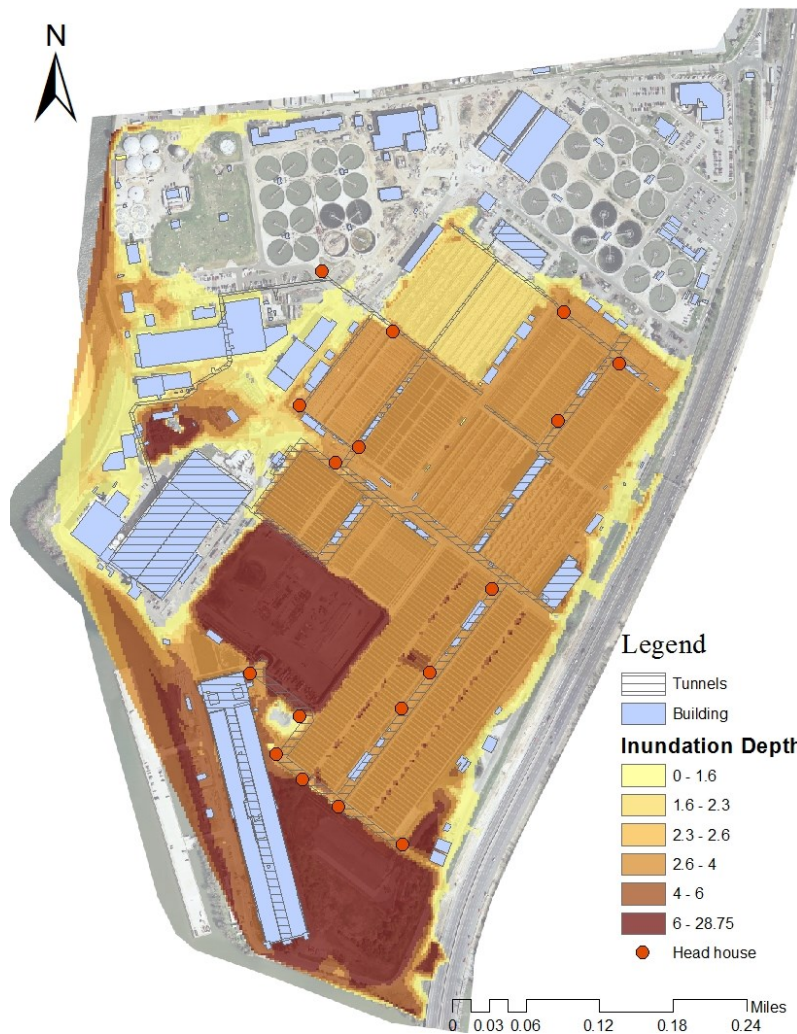 N
Legend
Tunnels
Building
Inundation Depth
0 - 1.6
1.6 - 2.3
2.3 - 2.6
2.6 - 4
4 - 6
6 - 28.75
Head house
Miles
0 0.03 0.06 0.12 0.18 0.24